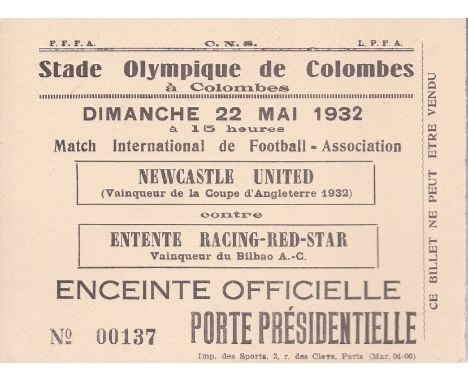 F.F.F.A. C.N.S. L.P.F.A.
Stade Olympique de Colombes
à Colombes
DIMANCHE 22 MAI 1932
à 15 heures
Match International de Football - Association
NEWCASTLE UNITED
(Vainqueur de la Coupe d'Angleterre 1932)
contre
ENTENTE RACING-RED-STAR
Vainqueur du Bilbao A.-C.
ENCEINTE OFFICIELLE
Nº 00137 PORTE PRÉSIDENTIELLE
Imp. des Sports, 3, r. des Cloys, Paris (Mar. 04-06)
CE BILLET NE PEUT ETRE VENDU